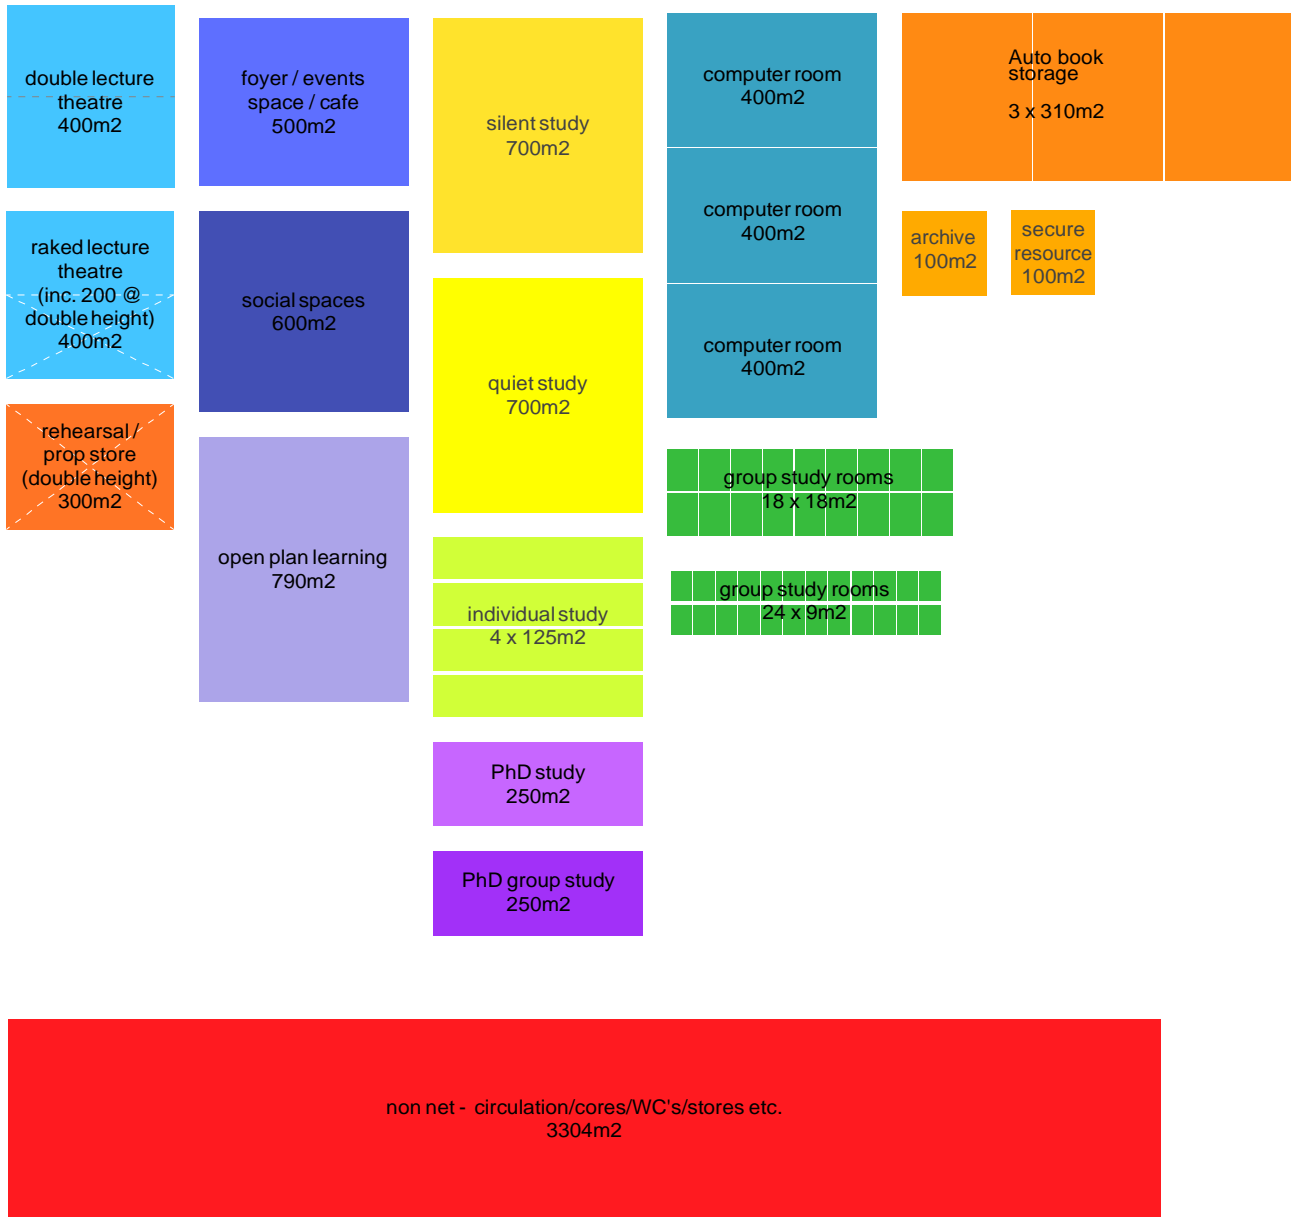 double lecture
theatre
400m2
raked lecture
theatre
(inc. 200 @
double height)
400m2
rehearsal /
prop store
(double height)
300m2
foyer / events
space / cafe
500m2
social spaces
600m2
open plan learning
790m2
silent study
700m2
quiet study
700m2
individual study
4 x 125m2
PhD study
250m2
PhD group study
250m2
computer room
400m2
computer room
400m2
computer room
400m2
group study rooms
18 x 18m2
group study rooms
24 x 9m2
Auto book
storage
3 x 310m2
archive
100m2
secure
resource
100m2
non net - circulation/cores/WC's/stores etc.
3304m2